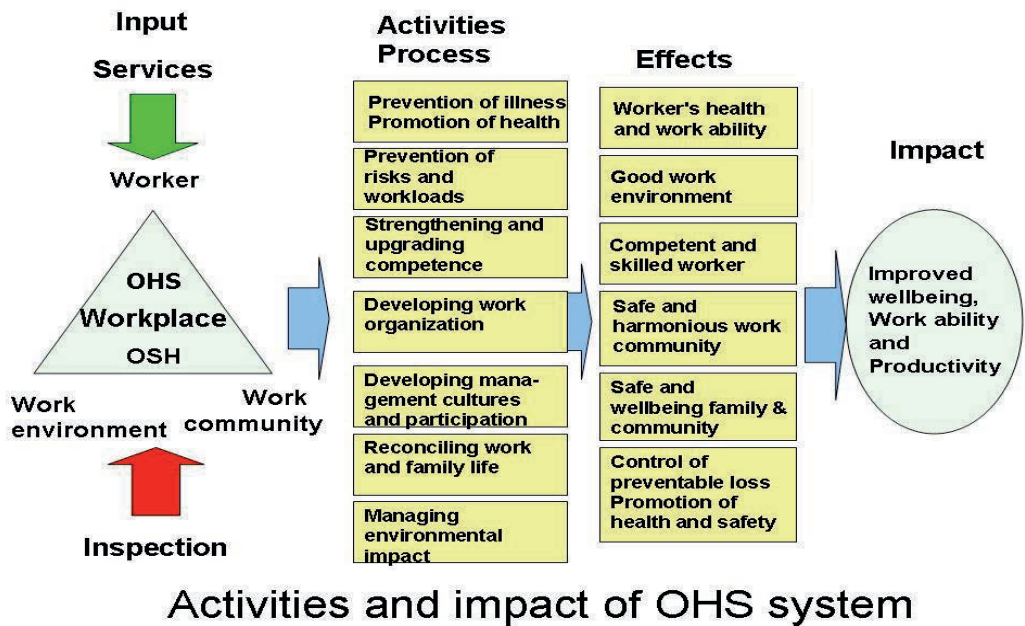 Input
Services
Worker
OHS
Workplace
OSH
Work
environment
Work
community
Inspection
Activities
Process
Prevention of illness
Promotion of health
Prevention of
risks and
workloads
Strengthening and
upgrading
competence
Developing work
organization
Developing mana-
gement cultures
and participation
Reconciling work
and family life
Managing
environmental
impact
Effects
Worker's health
and work ability
Good work
environment
Competent and
skilled worker
Safe and
harmonious work
community
Safe and
wellbeing family &
community
Control of
preventable loss
Promotion of
health and safety
Impact
Improved
wellbeing,
Work ability
and
Productivity
Activities and impact of OHS system